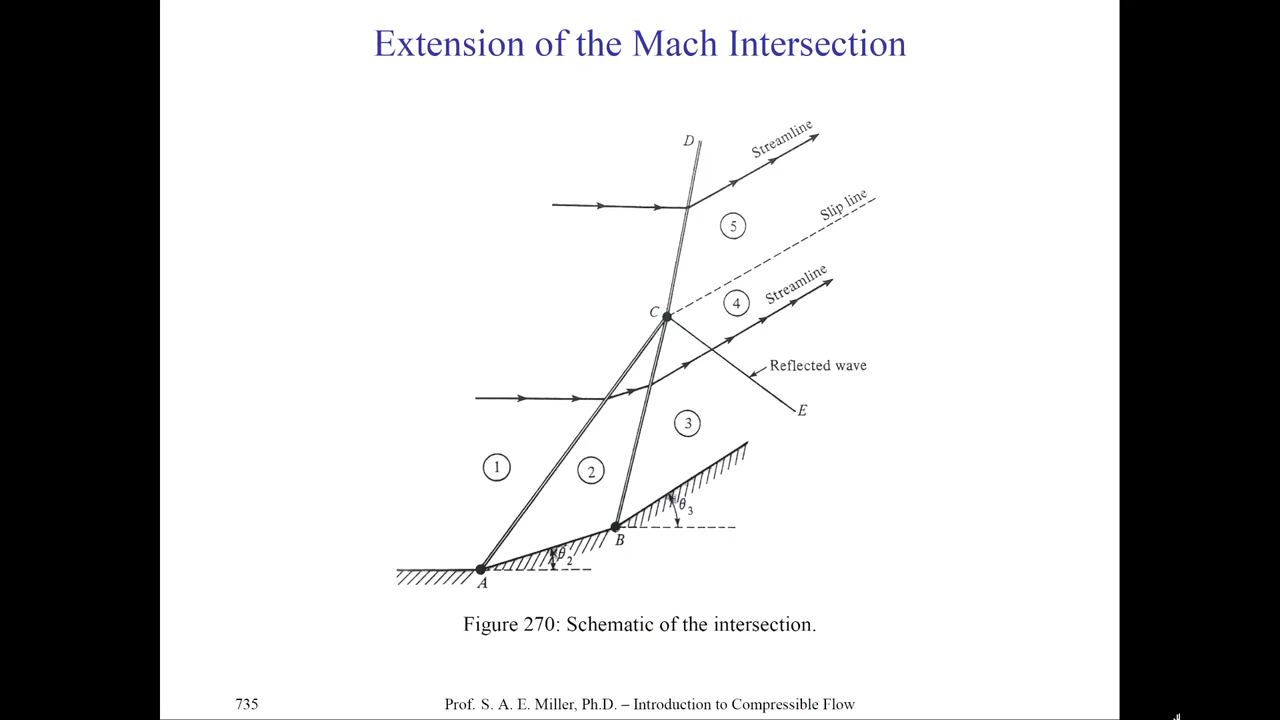 Extension of the Mach Intersection
D
Streamline
Slip line
5
4
Streamline
C
Reflected wave
E
3
1
2
θ3
B
θ2
A
Figure 270: Schematic of the intersection.
735
Prof. S. A. E. Miller, Ph.D. – Introduction to Compressible Flow